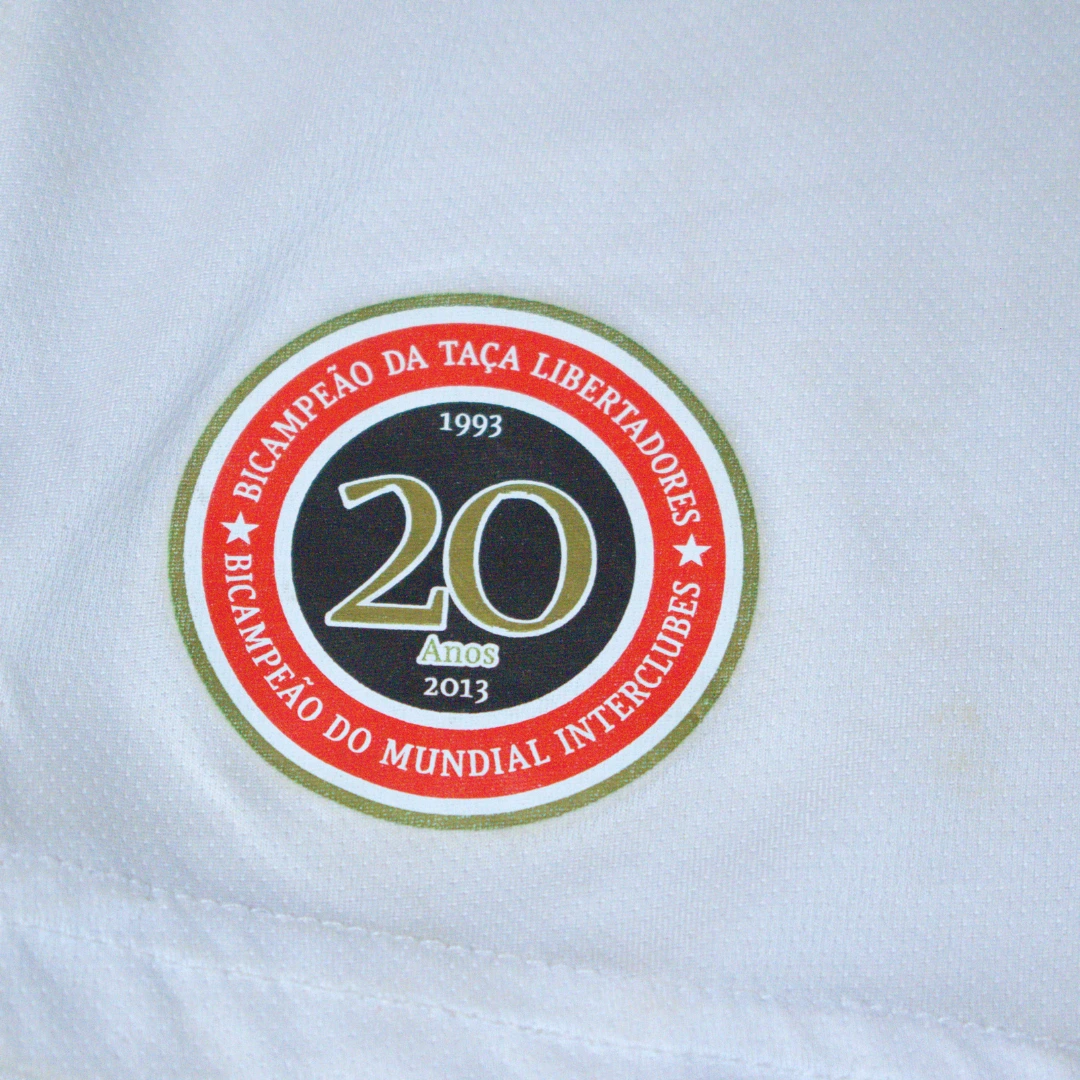 BICAMPEÃO DA TAÇA LIBERTADORES
1993
20
Anos
2013
BICAMPEÃO DO MUNDIAL INTERCLUBES